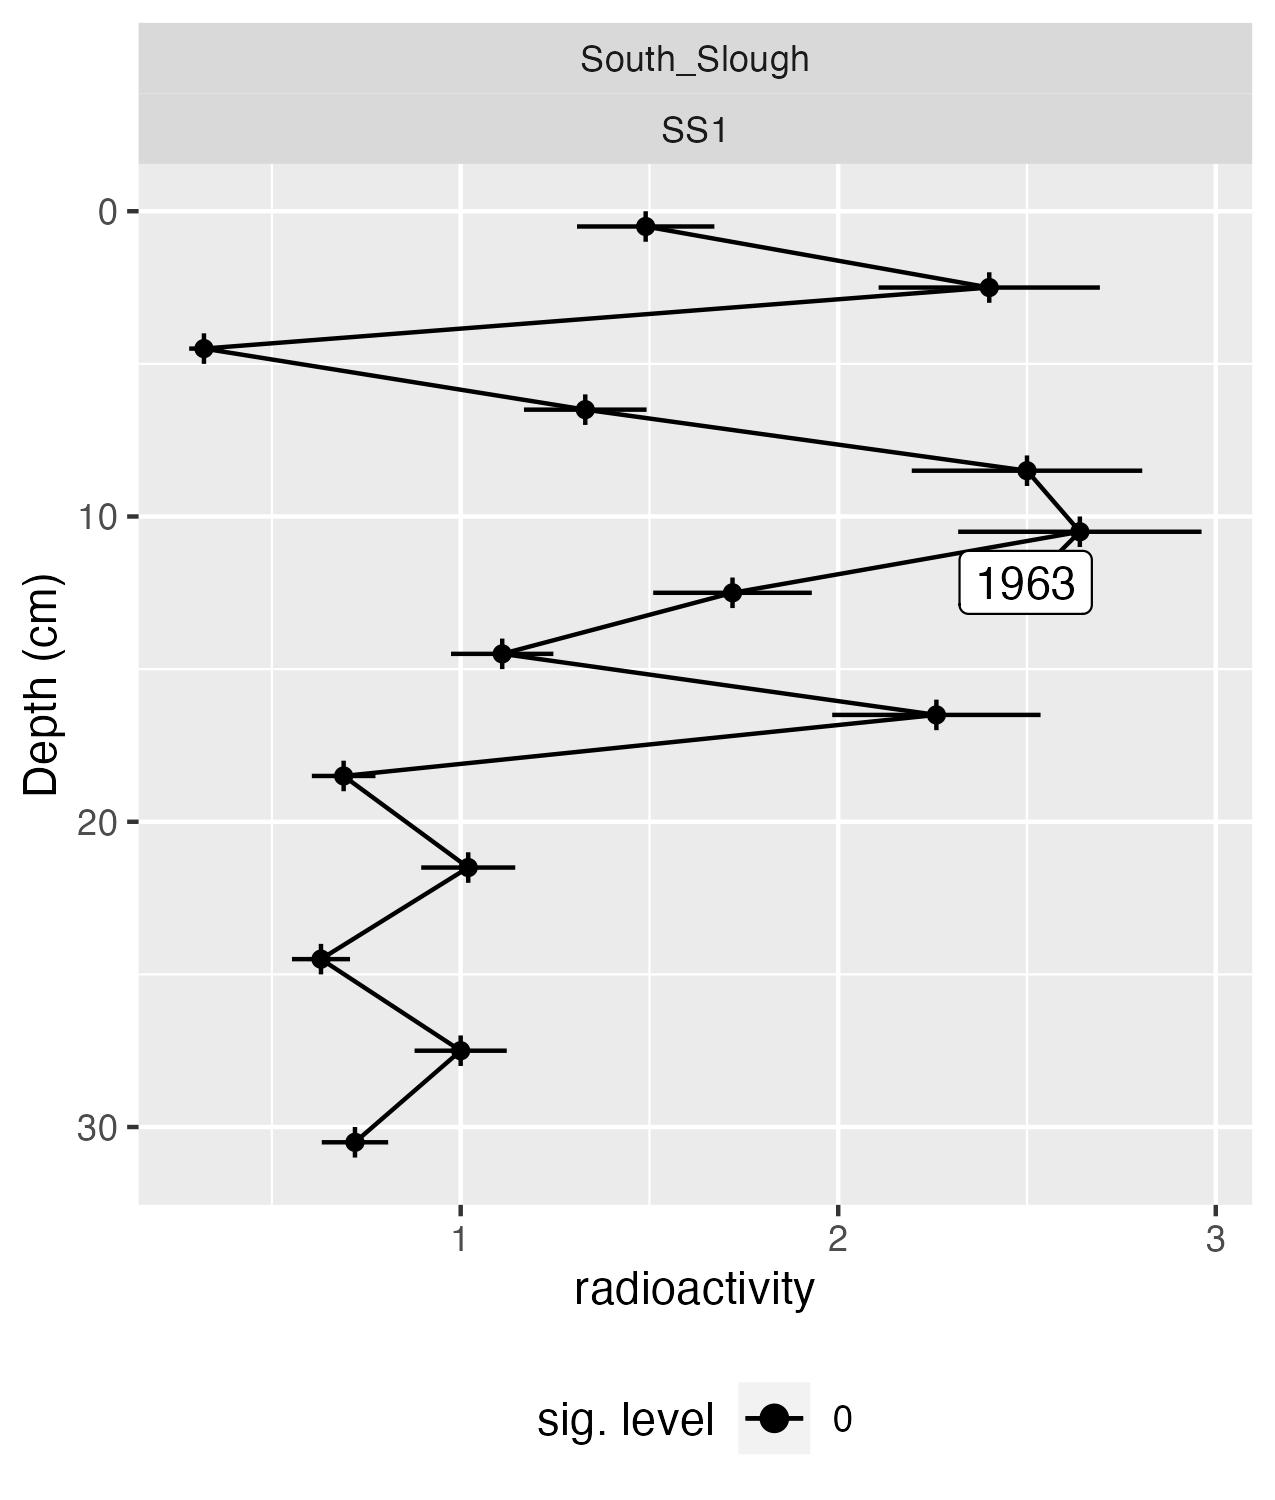 South_Slough
SS1
Depth (cm)
0
10
20
30
1963
1 2 3
radioactivity
sig. level 0